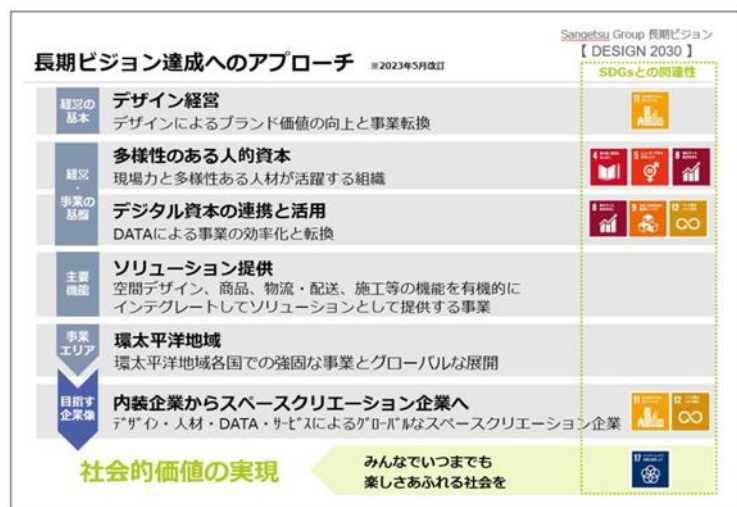 Sangetsu Group 長期ビジョン
【 DESIGN 2030 】
長期ビジョン達成へのアプローチ ※2023年5月改訂
SDGsとの関連性
経営の
基本
デザイン経営
デザインによるブランド価値の向上と事業転換
11
経営
・
事業の
基盤
多様性のある人的資本
現場力と多様性ある人材が活躍する組織
4 5 8
デジタル資本の連携と活用
DATAによる事業の効率化と転換
8 9 12
主要
機能
ソリューション提供
空間デザイン、商品、物流・配送、施工等の機能を有機的に
インテグレートしてソリューションとして提供する事業
事業
エリア
環太平洋地域
環太平洋地域各国での強固な事業とグローバルな展開
目指す
企業像
内装企業からスペースクリエーション企業へ
デザイン・人材・DATA・サービスによるグローバルなスペースクリエーション企業
11 12
社会的価値の実現
みんなでいつまでも
楽しさあふれる社会を
17